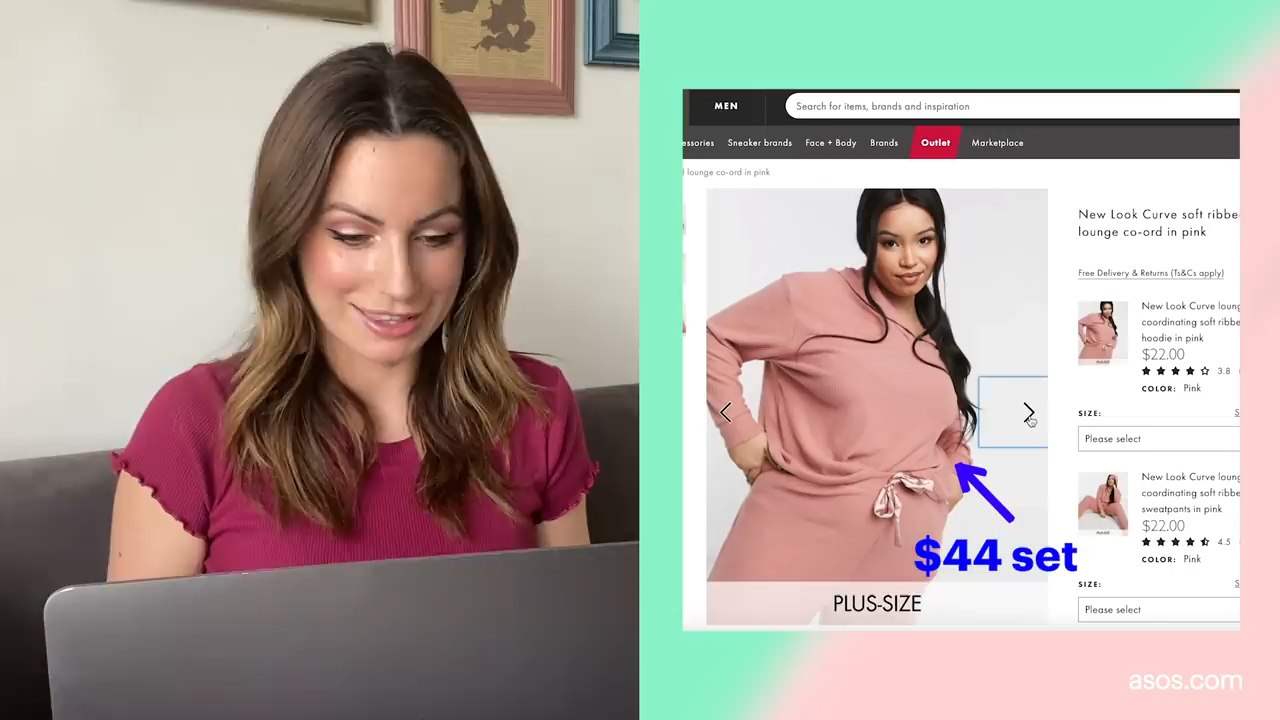 MEN
Search for items, brands and inspiration
essories Sneaker brands Face + Body Brands Outlet Marketplace
l lounge co-ord in pink
New Look Curve soft ribbe
lounge co-ord in pink
Free Delivery & Returns (Ts&Cs apply)
New Look Curve loung
coordinating soft ribbe
hoodie in pink
$22.00
3.8
COLOR: Pink
SIZE: S
Please select
New Look Curve loung
coordinating soft ribbe
sweatpants in pink
$22.00
4.5
COLOR: Pink
SIZE: S
Please select
$44 set
PLUS-SIZE
asos.com